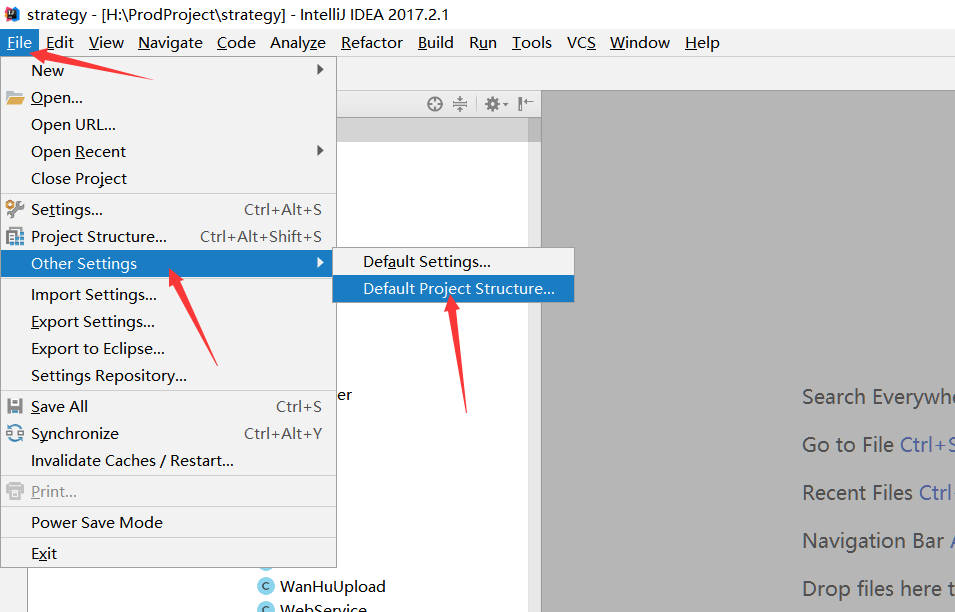 strategy - [H:\ProdProject\strategy] - IntelliJ IDEA 2017.2.1
File Edit View Navigate Code Analyze Refactor Build Run Tools VCS Window Help
New
Open...
Open URL...
Open Recent
Close Project
Settings... Ctrl+Alt+S
Project Structure... Ctrl+Alt+Shift+S
Other Settings
Default Settings...
Default Project Structure...
Import Settings...
Export Settings...
Export to Eclipse...
Settings Repository...
er
Save All Ctrl+S
Synchronize Ctrl+Alt+Y
Invalidate Caches / Restart...
Print...
Power Save Mode
Exit
C WanHuUpload
C WebService
Search Everywhe
Go to File Ctrl+S
Recent Files Ctrl
Navigation Bar A
Drop files here t